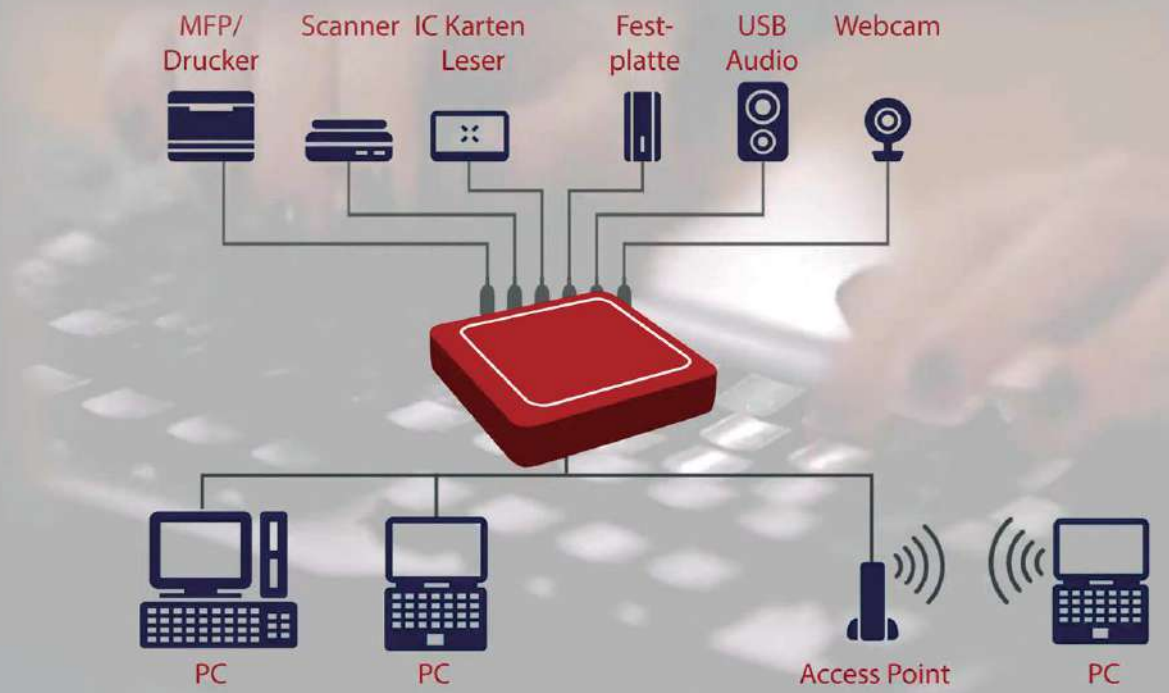 MFP/
Drucker
Scanner
IC Karten
Leser
Fest-
platte
USB
Audio
Webcam
PC
PC
Access Point
PC